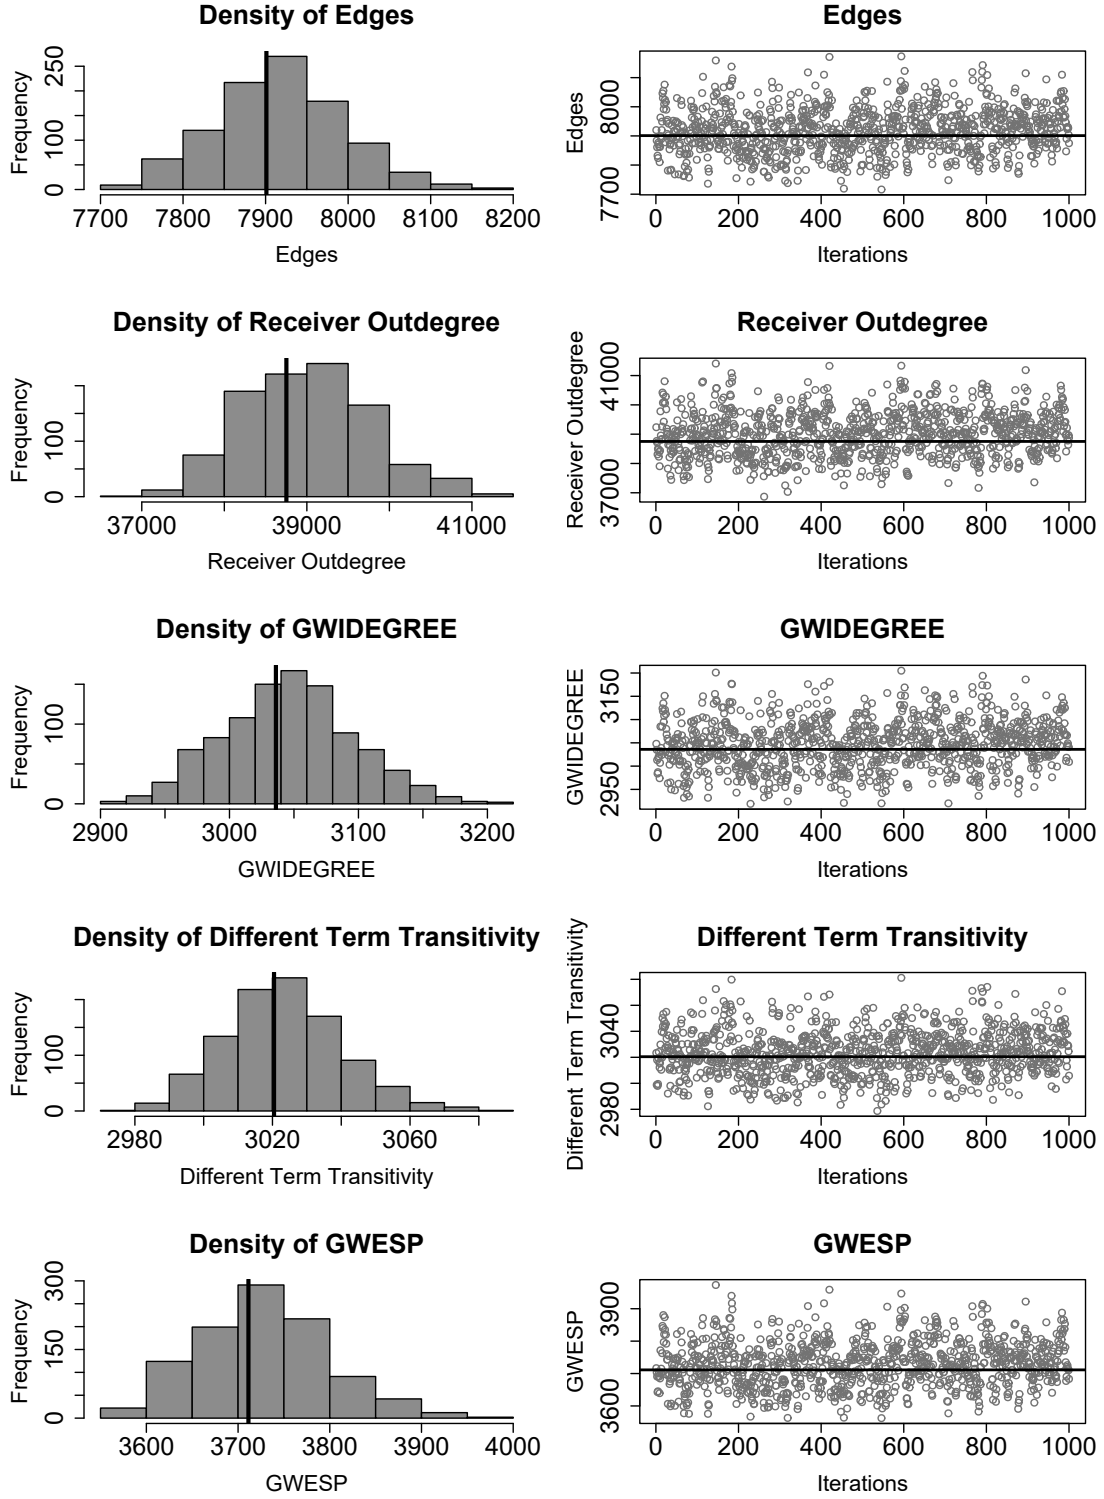 Density of Edges
Frequency
0 100 250
7700 7800 7900 8000 8100 8200
Edges
Edges
Edges
7700 8000
0 200 400 600 800 1000
Iterations
Density of Receiver Outdegree
Frequency
0 100
37000 39000 41000
Receiver Outdegree
Receiver Outdegree
Receiver Outdegree
37000 41000
0 200 400 600 800 1000
Iterations
Density of GWIDEGREE
Frequency
0 100
2900 3000 3100 3200
GWIDEGREE
GWIDEGREE
GWIDEGREE
2950 3150
0 200 400 600 800 1000
Iterations
Density of Different Term Transitivity
Frequency
0 100
2980 3020 3060
Different Term Transitivity
Different Term Transitivity
Different Term Transitivity
2980 3040
0 200 400 600 800 1000
Iterations
Density of GWESP
Frequency
0 150 300
3600 3700 3800 3900 4000
GWESP
GWESP
GWESP
3600 3900
0 200 400 600 800 1000
Iterations